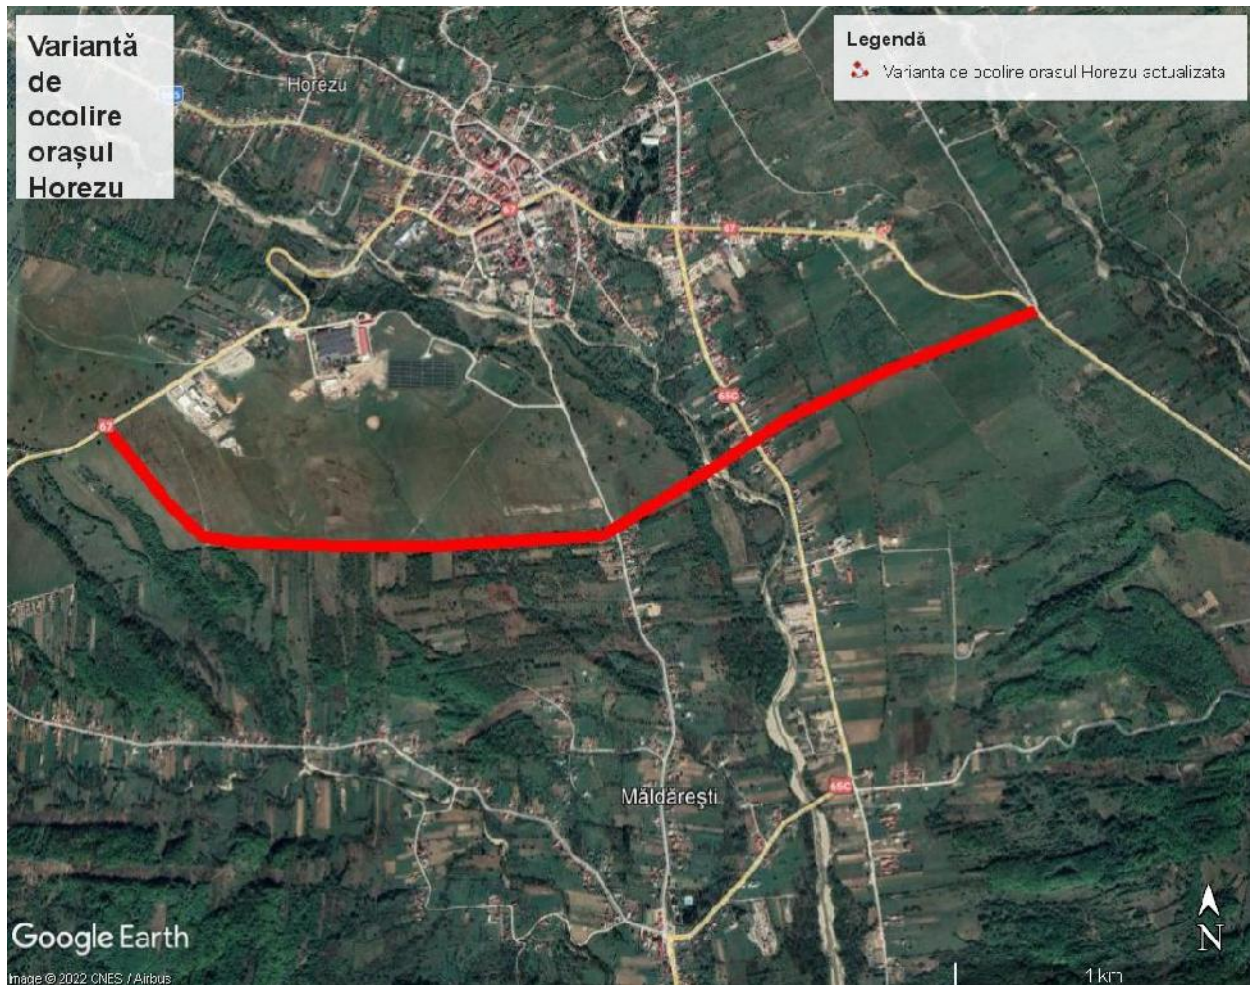 Variantă
de
ocolire
orașul
Horezu
Legendă
Varianta de ocolire orasul Horezu actualizata
Horezu
67
67
67
65C
65C
Măldărești
Google Earth
Image © 2022 CNES / Airbus
N
1 km